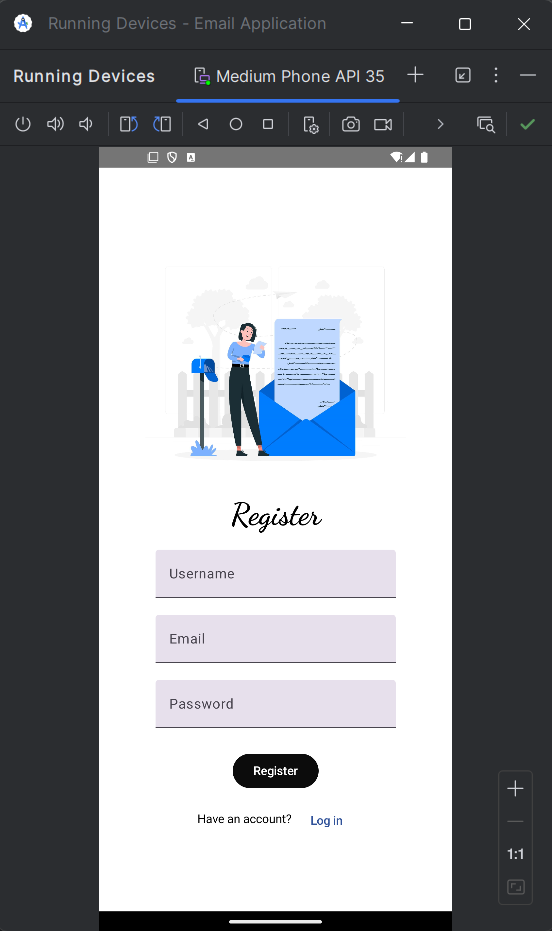 Running Devices - Email Application
Running Devices
Medium Phone API 35
Register
Username
Email
Password
Register
Have an account? Log in
1:1